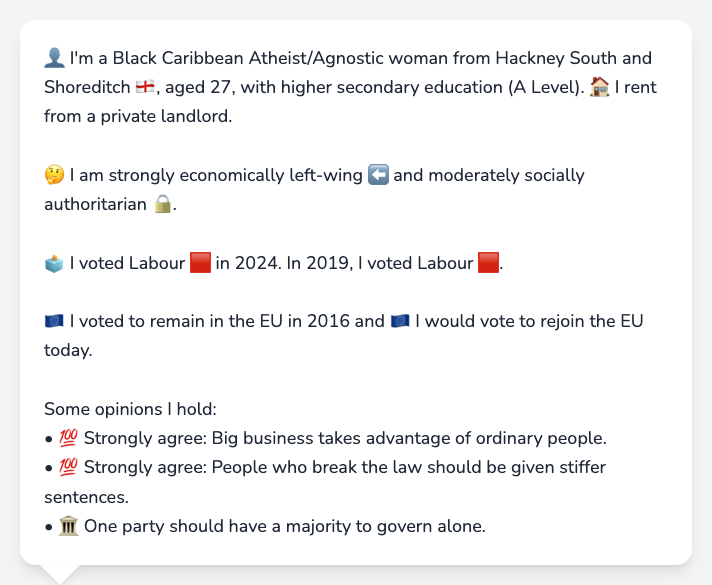 👤 I'm a Black Caribbean Atheist/Agnostic woman from Hackney South and
Shoreditch 🏴󠁧󠁢󠁥󠁮󠁧󠁿, aged 27, with higher secondary education (A Level). 🏠 I rent
from a private landlord.
🤔 I am strongly economically left-wing ⬅️ and moderately socially
authoritarian 🔒.
🗳️ I voted Labour 🟥 in 2024. In 2019, I voted Labour 🟥.
🇪🇺 I voted to remain in the EU in 2016 and 🇪🇺 I would vote to rejoin the EU
today.
Some opinions I hold:
• 💯 Strongly agree: Big business takes advantage of ordinary people.
• 💯 Strongly agree: People who break the law should be given stiffer
sentences.
• 🏛️ One party should have a majority to govern alone.